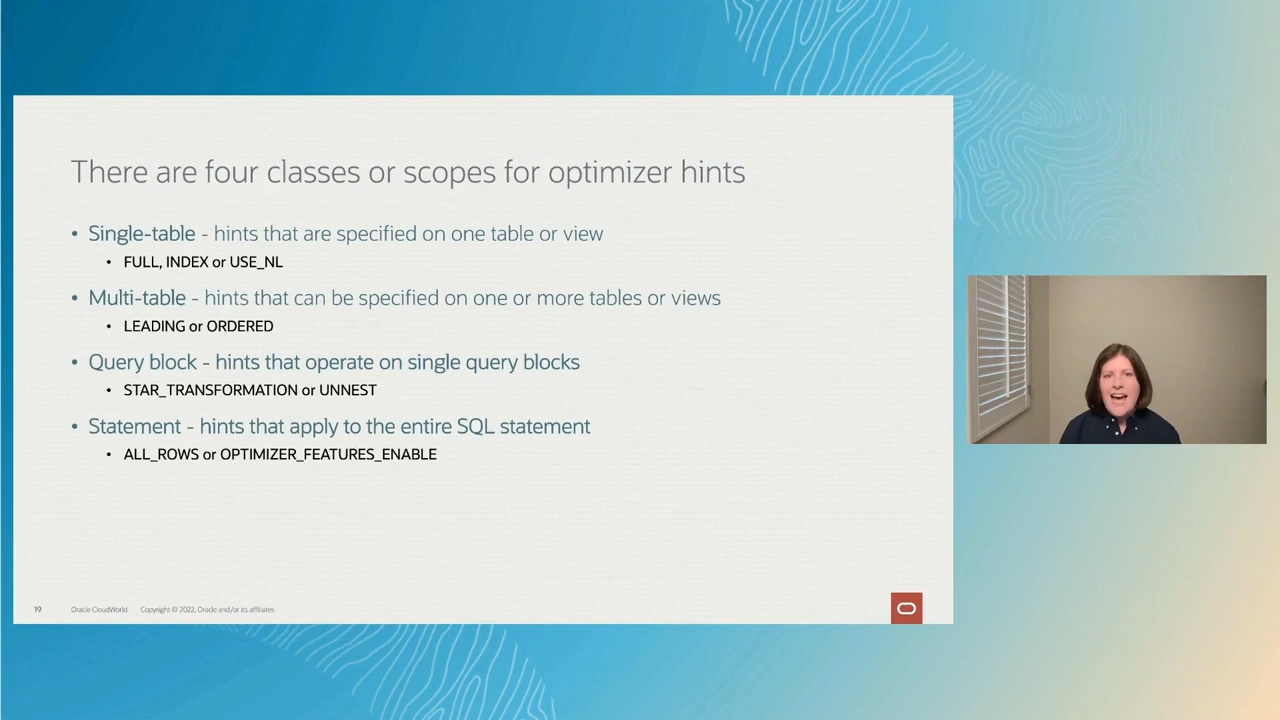 There are four classes or scopes for optimizer hints
• Single-table - hints that are specified on one table or view
• FULL, INDEX or USE_NL
• Multi-table - hints that can be specified on one or more tables or views
• LEADING or ORDERED
• Query block - hints that operate on single query blocks
• STAR_TRANSFORMATION or UNNEST
• Statement - hints that apply to the entire SQL statement
• ALL_ROWS or OPTIMIZER_FEATURES_ENABLE
19 Oracle CloudWorld Copyright © 2022, Oracle and/or its affiliates